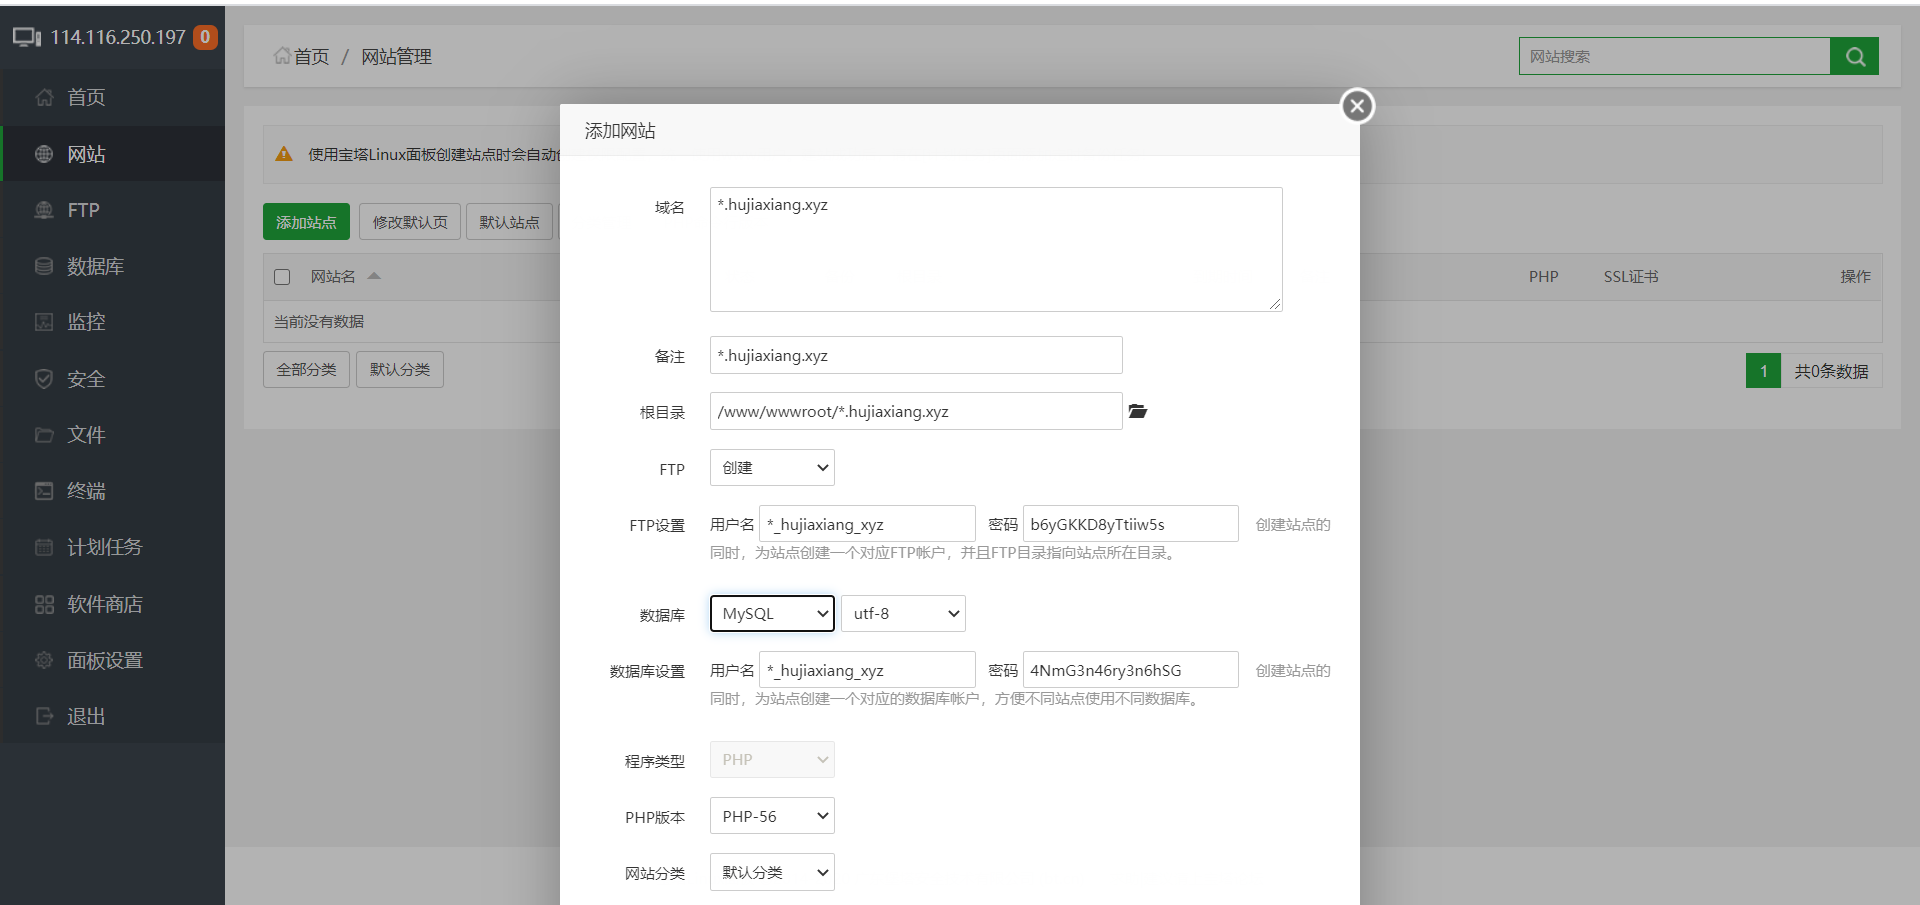 114.116.250.197 0
首页
网站
FTP
数据库
监控
安全
文件
终端
计划任务
软件商店
面板设置
退出
首页 / 网站管理
网站搜索
使用宝塔Linux面板创建站点时会自动
添加站点 修改默认页 默认站点
网站名 PHP SSL证书 操作
当前没有数据
全部分类 默认分类 1 共0条数据
添加网站
域名 *.hujiaxiang.xyz
备注 *.hujiaxiang.xyz
根目录 /www/wwwroot/*.hujiaxiang.xyz
FTP 创建
FTP设置 用户名 *_hujiaxiang_xyz 密码 b6yGKKD8yTtiiw5s 创建站点的
同时，为站点创建一个对应FTP帐户，并且FTP目录指向站点所在目录。
数据库 MySQL utf-8
数据库设置 用户名 *_hujiaxiang_xyz 密码 4NmG3n46ry3n6hSG 创建站点的
同时，为站点创建一个对应的数据库帐户，方便不同站点使用不同数据库。
程序类型 PHP
PHP版本 PHP-56
网站分类 默认分类